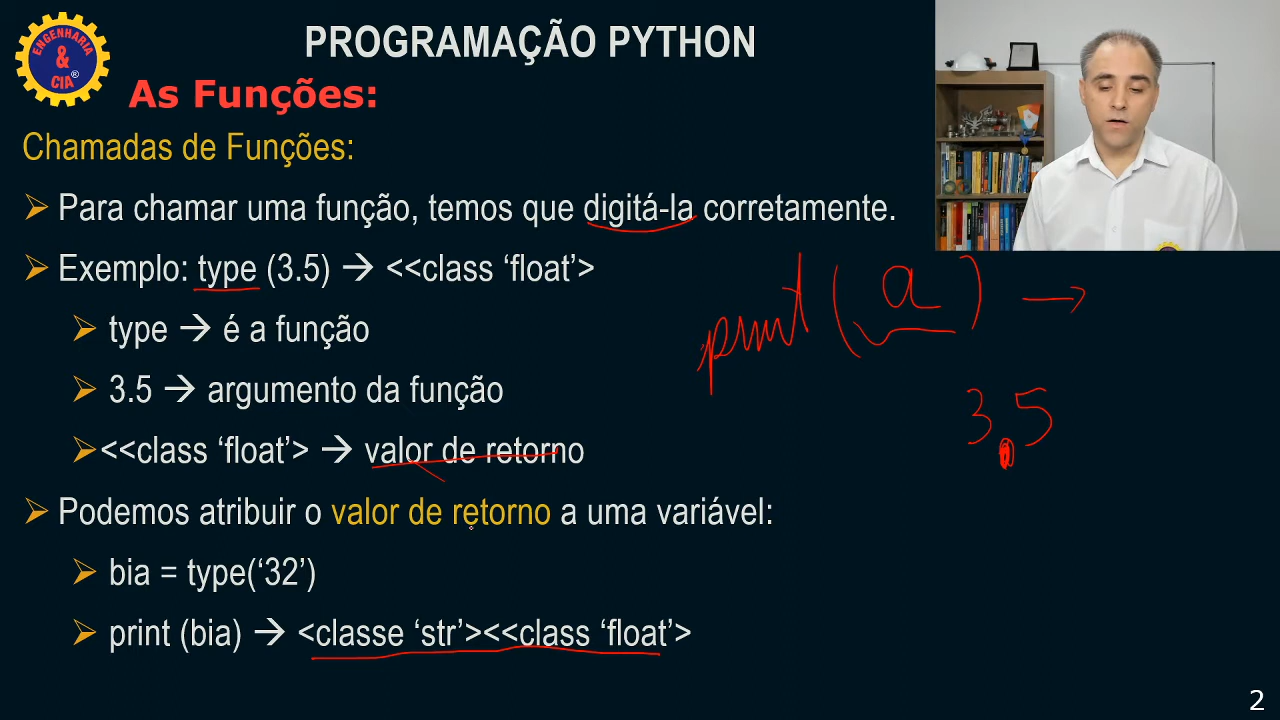 PROGRAMAÇÃO PYTHON
ENGENHARIA
&
CIA®
As Funções:
Chamadas de Funções:
Para chamar uma função, temos que digitá-la corretamente.
Exemplo: type (3.5) → <<class ‘float’>
print(a) →
type → é a função
3.5 → argumento da função
3.5
<<class ‘float’> → valor de retorno
Podemos atribuir o valor de retorno a uma variável:
bia = type(‘32’)
print (bia) → <classe ‘str’><<class ‘float’>
2